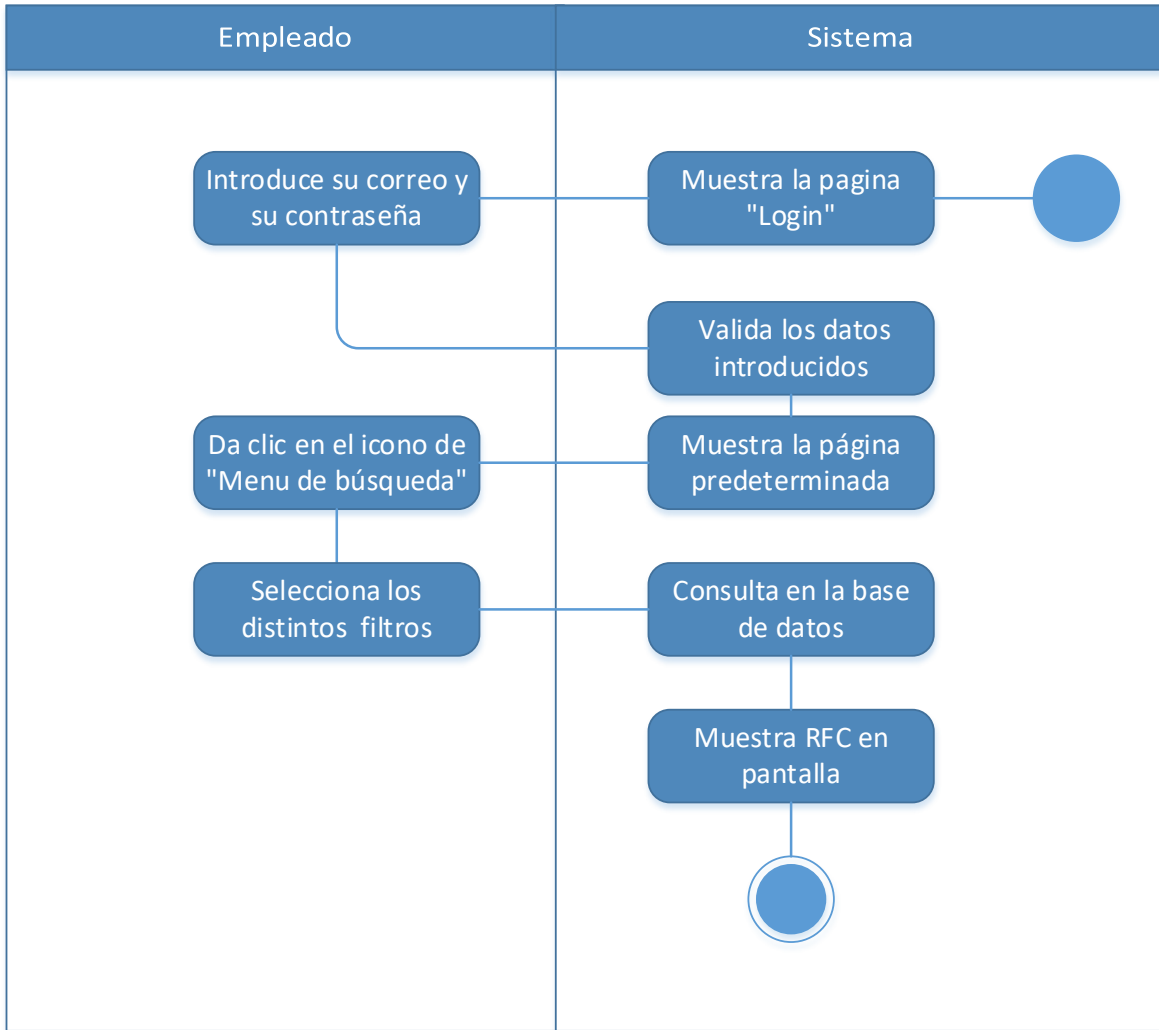 Empleado
Sistema
Introduce su correo y
su contraseña
Muestra la pagina
"Login"
Valida los datos
introducidos
Da clic en el icono de
"Menu de búsqueda"
Muestra la página
predeterminada
Selecciona los
distintos  filtros
Consulta en la base
de datos
Muestra RFC en
pantalla